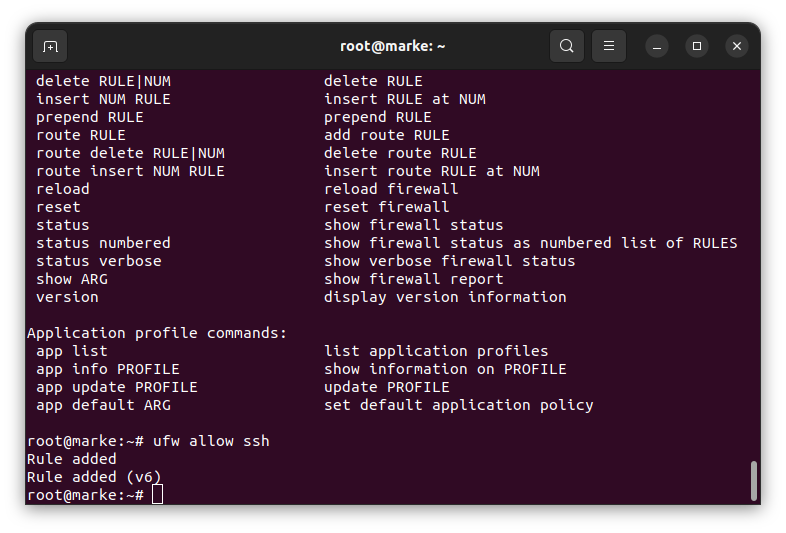 root@marke: ~
delete RULE|NUM                 delete RULE
insert NUM RULE                 insert RULE at NUM
prepend RULE                    prepend RULE
route RULE                      add route RULE
route delete RULE|NUM           delete route RULE
route insert NUM RULE           insert route RULE at NUM
reload                          reload firewall
reset                           reset firewall
status                          show firewall status
status numbered                 show firewall status as numbered list of RULES
status verbose                  show verbose firewall status
show ARG                        show firewall report
version                         display version information

Application profile commands:
app list                        list application profiles
app info PROFILE                show information on PROFILE
app update PROFILE              update PROFILE
app default ARG                 set default application policy

root@marke:~# ufw allow ssh
Rule added
Rule added (v6)
root@marke:~#